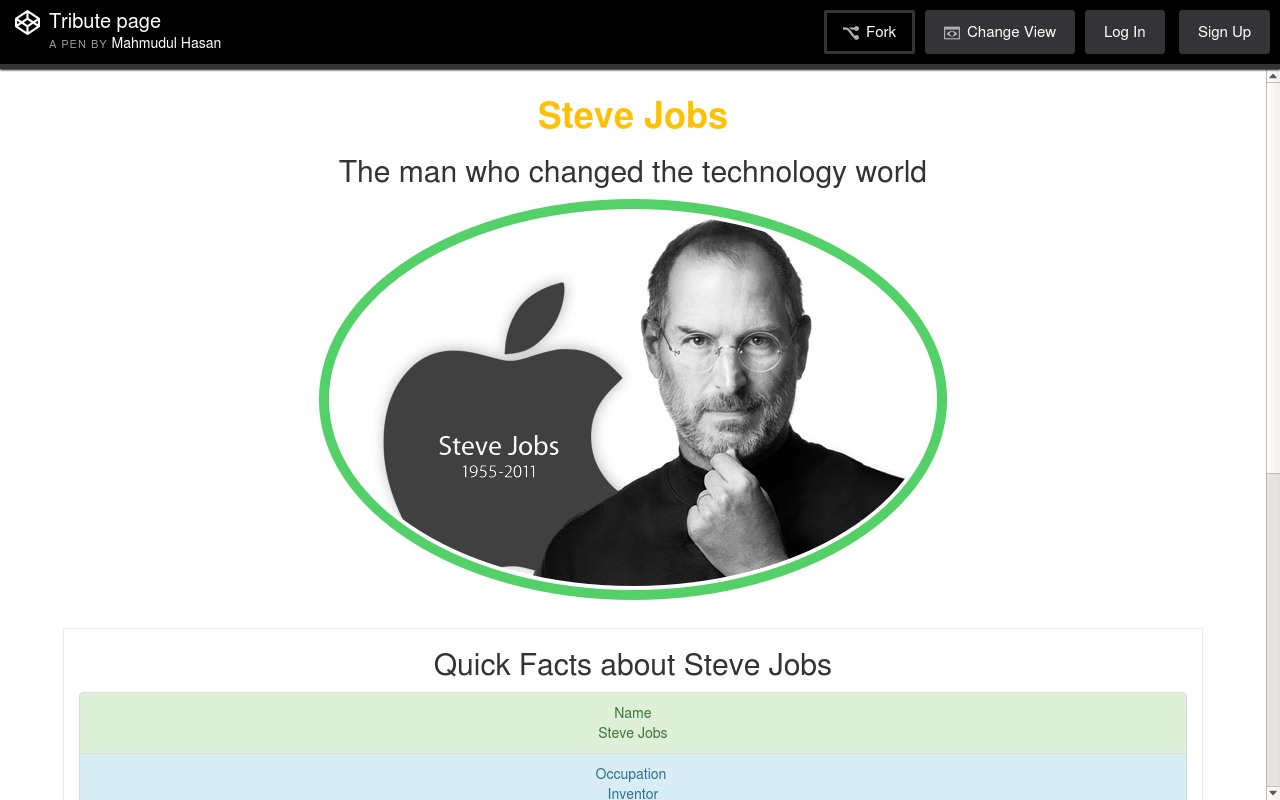 Tribute page
A PEN BY Mahmudul Hasan
Fork
Change View
Log In
Sign Up
Steve Jobs
The man who changed the technology world
Steve Jobs
1955-2011
Quick Facts about Steve Jobs
Name
Steve Jobs
Occupation
Inventor